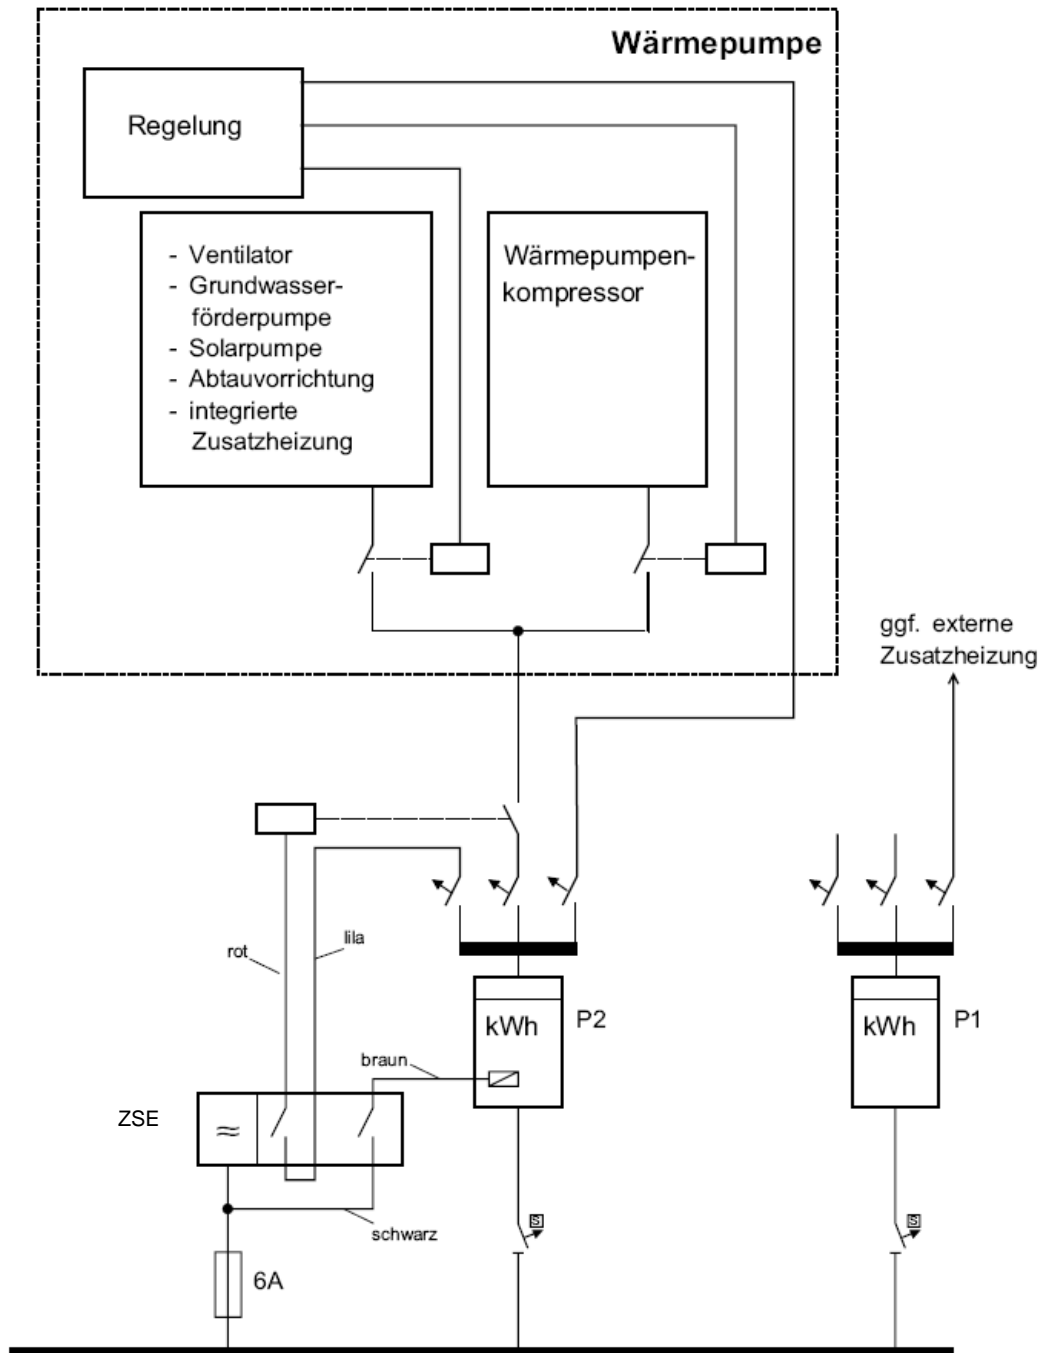 Wärmepumpe
Regelung
- Ventilator
- Grundwasser-
förderpumpe
- Solarpumpe
- Abtauvorrichtung
- integrierte
Zusatzheizung
Wärmepumpen-
kompressor
ggf. externe
Zusatzheizung
rot
lila
kWh
P2
kWh
P1
braun
ZSE
≈
schwarz
S
S
6A